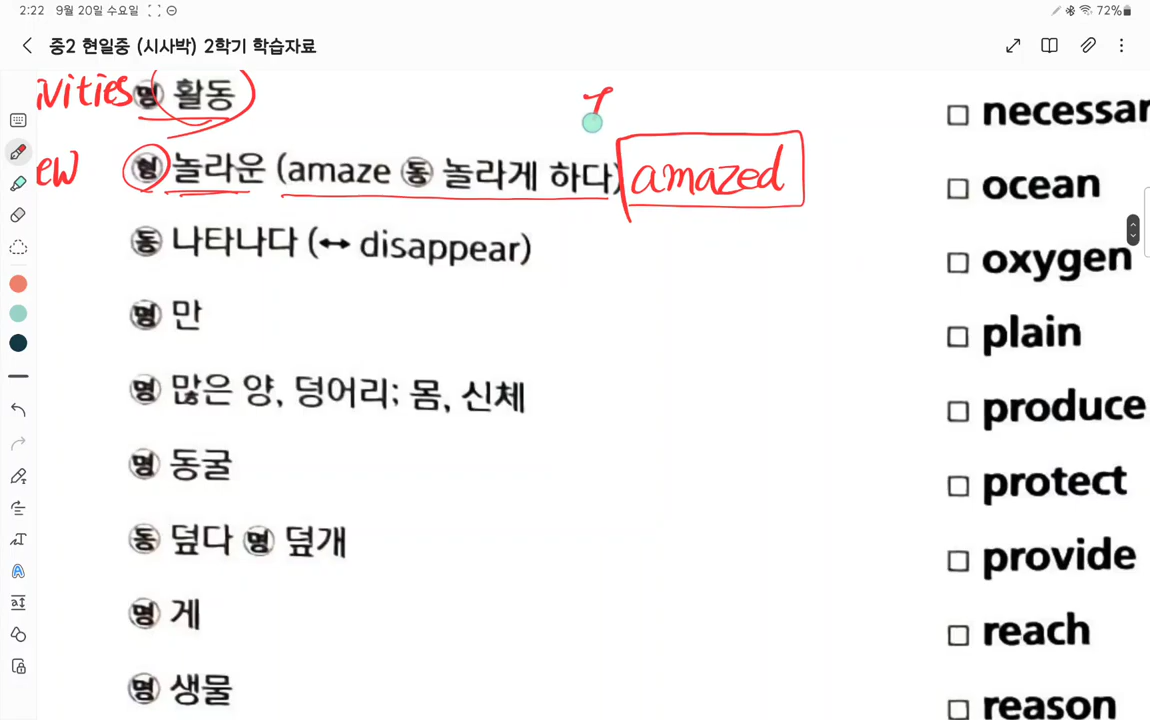 2:22 9월 20일 수요일 72%
중2 현일중 (시사박) 2학기 학습자료
ivities 명 활동
ew 형 놀라운 (amaze 동 놀라게 하다) amazed
동 나타나다 (↔ disappear)
명 만
명 많은 양, 덩어리; 몸, 신체
명 동굴
동 덮다 명 덮개
명 게
명 생물
necessar
ocean
oxygen
plain
produce
protect
provide
reach
reason